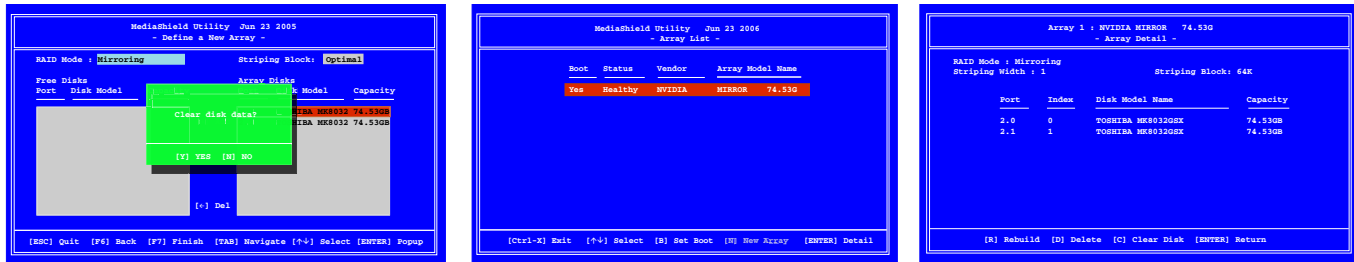 MediaShield Utility Jun 23 2005
- Define a New Array -
RAID Mode : Mirroring Striping Block: Optimal
Free Disks Array Disks
Port Disk Model Model Capacity
Clear disk data?
MK8032 74.53GB
MK8032 74.53GB
[Y] YES [N] NO
[←] Del
[ESC] Quit [F6] Back [F7] Finish [TAB] Navigate [↑↓] Select [ENTER] Popup
MediaShield Utility Jun 23 2006
- Array List -
Boot Status Vendor Array Model Name
Yes Healthy NVIDIA MIRROR 74.53G
[Ctrl-X] Exit [↑↓] Select [B] Set Boot [N] New Array [ENTER] Detail
Array 1 : NVIDIA MIRROR 74.53G
- Array Detail -
RAID Mode : Mirroring
Striping Width : 1 Striping Block: 64K
Port Index Disk Model Name Capacity
2.0 0 TOSHIBA MK8032GSX 74.53GB
2.1 1 TOSHIBA MK8032GSX 74.53GB
[R] Rebuild [D] Delete [C] Clear Disk [ENTER] Return